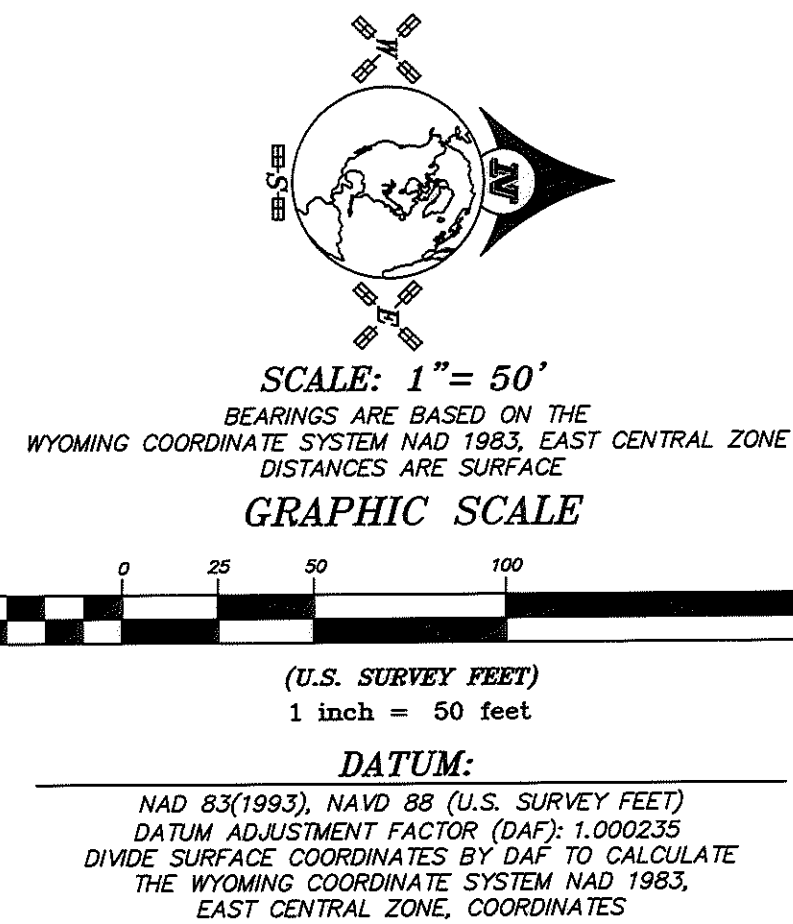 W
S
N
E
SCALE: 1"= 50'
BEARINGS ARE BASED ON THE
WYOMING COORDINATE SYSTEM NAD 1983, EAST CENTRAL ZONE
DISTANCES ARE SURFACE
GRAPHIC SCALE
0 25 50 100
(U.S. SURVEY FEET)
1 inch = 50 feet
DATUM:
NAD 83(1993), NAVD 88 (U.S. SURVEY FEET)
DATUM ADJUSTMENT FACTOR (DAF): 1.000235
DIVIDE SURFACE COORDINATES BY DAF TO CALCULATE
THE WYOMING COORDINATE SYSTEM NAD 1983,
EAST CENTRAL ZONE, COORDINATES